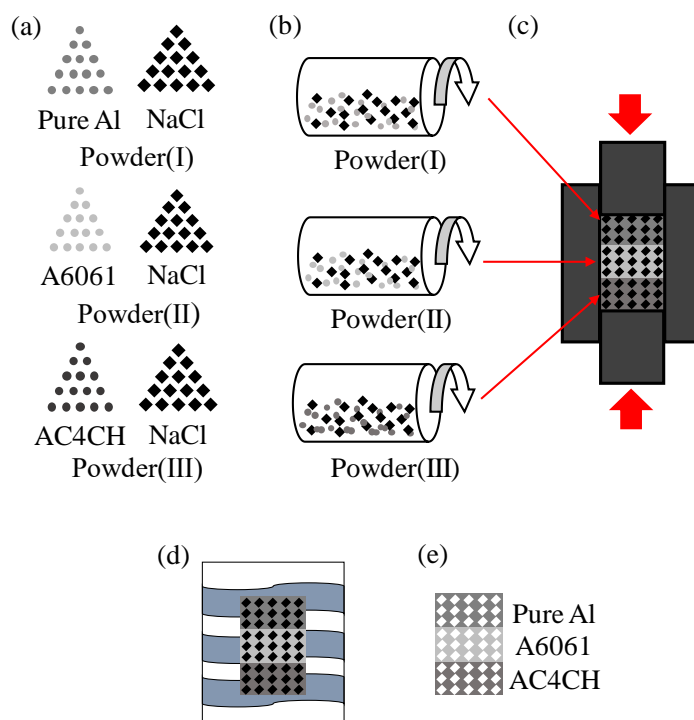 (a)
Pure Al NaCl
Powder(I)
A6061 NaCl
Powder(II)
AC4CH NaCl
Powder(III)
(b)
Powder(I)
Powder(II)
Powder(III)
(c)
(d)
(e)
Pure Al
A6061
AC4CH